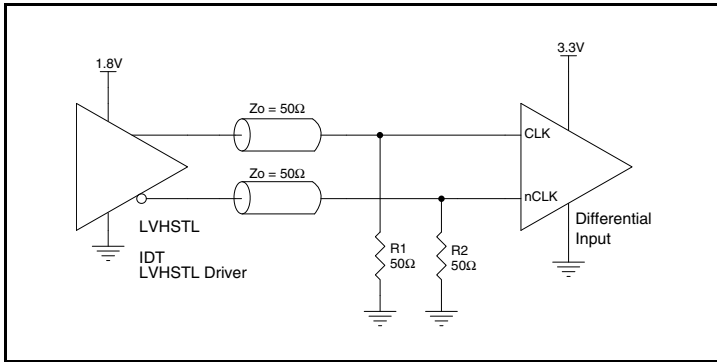 1.8V
3.3V
Zo = 50Ω
CLK
Zo = 50Ω
nCLK
LVHSTL
IDT
LVHSTL Driver
R1
50Ω
R2
50Ω
Differential
Input